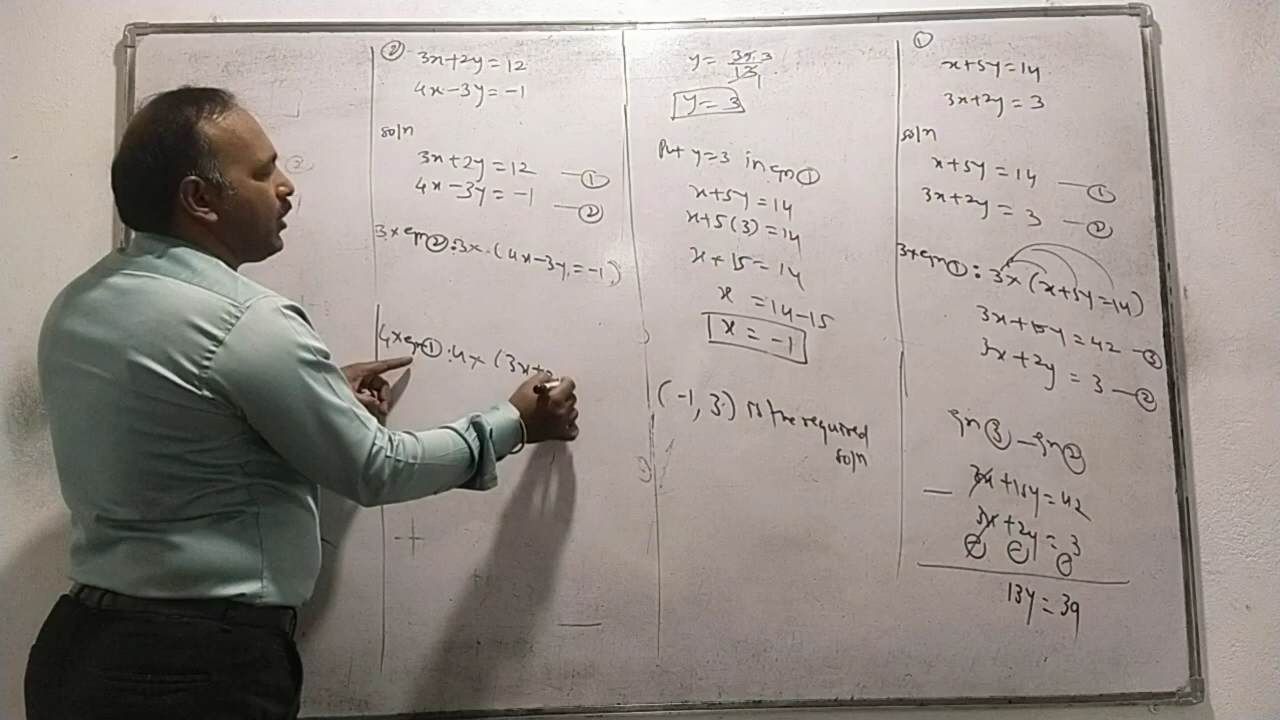 ②
3x+2y=12
4x-3y=-1
soln
3x+2y=12 —①
4x-3y=-1 —②
3×eqn②:3×(4x-3y=-1)
4×eqn①:4×(3x+2
y=39 3/13 1
y=3
Put y=3 in eqn①
x+5y=14
x+5(3)=14
x+15=14
x =14-15
x=-1
(-1,3) is the required
soln
①
x+5y=14
3x+2y=3
soln
x+5y=14 —①
3x+2y=3 —②
3×eqn①:3×(x+5y=14)
3x+15y=42—③
3x+2y=3—②
eqn③-eqn②
— 3x+15y=42
3x+2y=3
- - -
13y=39